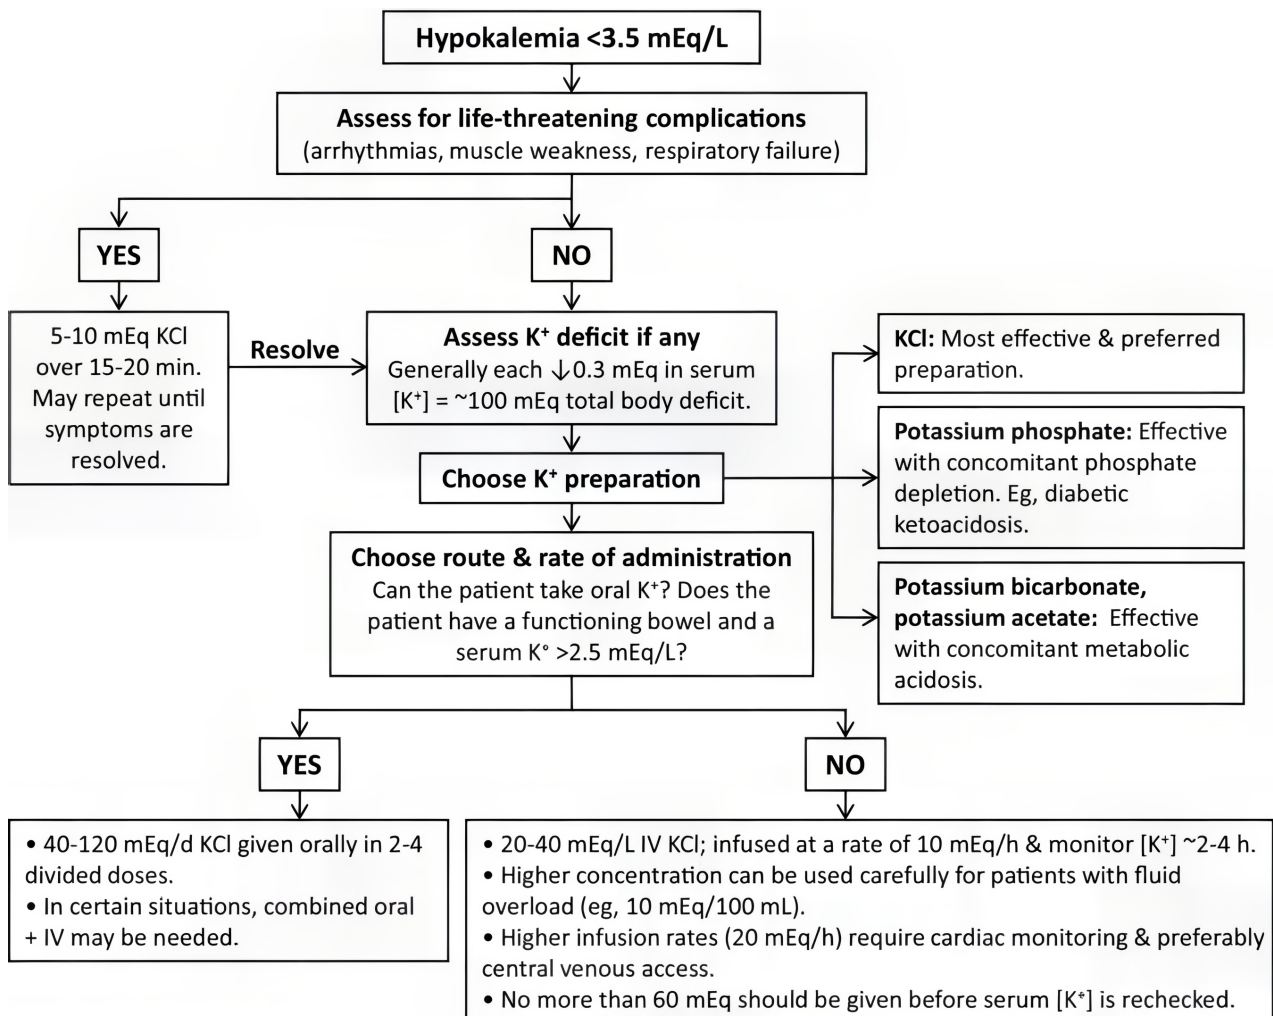 Hypokalemia <3.5 mEq/L
Assess for life-threatening complications
(arrhythmias, muscle weakness, respiratory failure)
YES
NO
5-10 mEq KCl
over 15-20 min.
May repeat until
symptoms are
resolved.
Resolve
Assess K⁺ deficit if any
Generally each ↓0.3 mEq in serum
[K⁺] = ~100 mEq total body deficit.
Choose K⁺ preparation
KCl: Most effective & preferred
preparation.
Potassium phosphate: Effective
with concomitant phosphate
depletion. Eg, diabetic
ketoacidosis.
Potassium bicarbonate,
potassium acetate: Effective
with concomitant metabolic
acidosis.
Choose route & rate of administration
Can the patient take oral K⁺? Does the
patient have a functioning bowel and a
serum K° >2.5 mEq/L?
YES
NO
• 40-120 mEq/d KCl given orally in 2-4
divided doses.
• In certain situations, combined oral
+ IV may be needed.
• 20-40 mEq/L IV KCl; infused at a rate of 10 mEq/h & monitor [K⁺] ~2-4 h.
• Higher concentration can be used carefully for patients with fluid
overload (eg, 10 mEq/100 mL).
• Higher infusion rates (20 mEq/h) require cardiac monitoring & preferably
central venous access.
• No more than 60 mEq should be given before serum [K⁺] is rechecked.